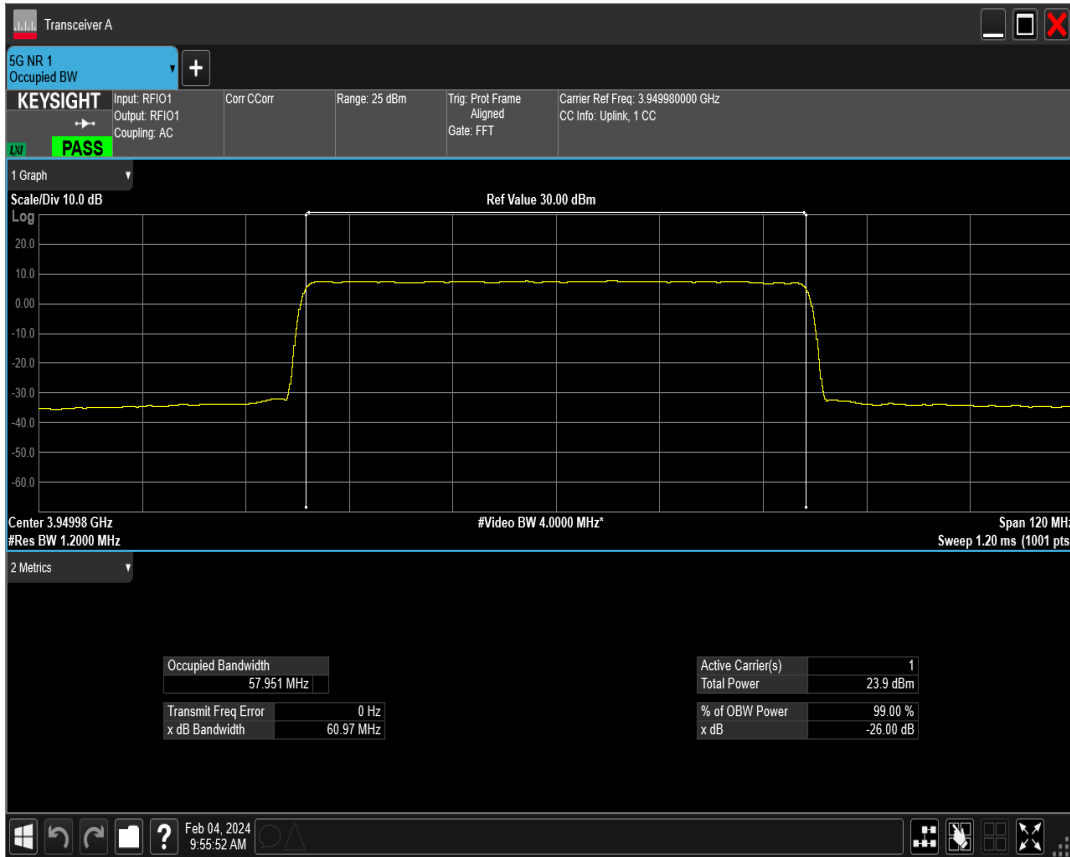 Transceiver A
5G NR 1
Occupied BW
+
KEYSIGHT
LXI
PASS
Input: RFIO1
Output: RFIO1
Coupling: AC
Corr CCorr
Range: 25 dBm
Trig: Prot Frame
Aligned
Gate: FFT
Carrier Ref Freq: 3.949980000 GHz
CC Info: Uplink, 1 CC
1 Graph
Scale/Div 10.0 dB
Ref Value 30.00 dBm
Log
20.0
10.0
0.00
-10.0
-20.0
-30.0
-40.0
-50.0
-60.0
Center 3.94998 GHz
#Video BW 4.0000 MHz*
Span 120 MHz
#Res BW 1.2000 MHz
Sweep 1.20 ms (1001 pts
2 Metrics
Occupied Bandwidth
57.951 MHz
Transmit Freq Error 0 Hz
x dB Bandwidth 60.97 MHz
Active Carrier(s) 1
Total Power 23.9 dBm
% of OBW Power 99.00 %
x dB -26.00 dB
?
Feb 04, 2024
9:55:52 AM